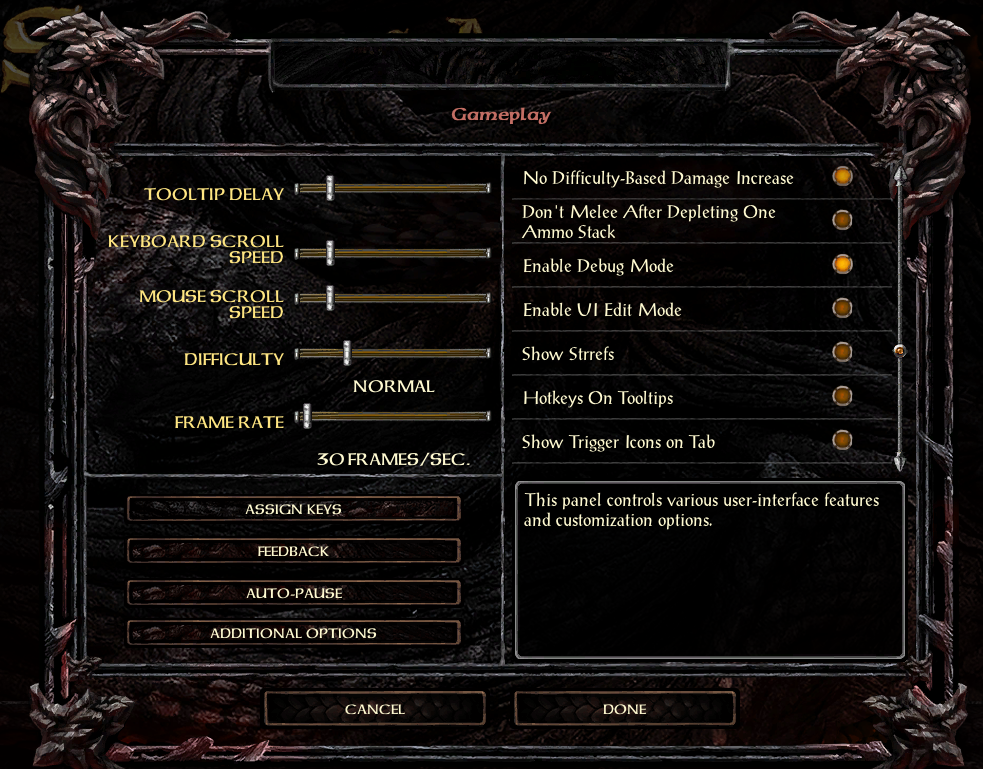 Gameplay
TOOLTIP DELAY
KEYBOARD SCROLL
SPEED
MOUSE SCROLL
SPEED
DIFFICULTY
NORMAL
FRAME RATE
30 FRAMES/SEC.
ASSIGN KEYS
FEEDBACK
AUTO-PAUSE
ADDITIONAL OPTIONS
No Difficulty-Based Damage Increase
Don't Melee After Depleting One
Ammo Stack
Enable Debug Mode
Enable UI Edit Mode
Show Strrefs
Hotkeys On Tooltips
Show Trigger Icons on Tab
This panel controls various user-interface features
and customization options.
CANCEL
DONE